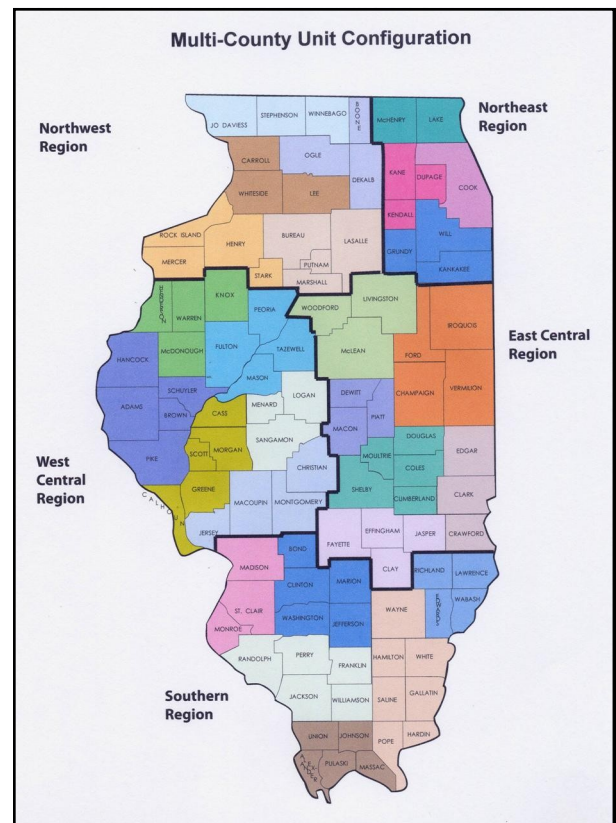 Multi-County Unit Configuration
Northwest
Region
Northeast
Region
JO DAVIESS
STEPHENSON
WINNEBAGO
BOONE
McHENRY
LAKE
CARROLL
OGLE
DEKALB
KANE
DUPAGE
COOK
WHITESIDE
LEE
KENDALL
WILL
ROCK ISLAND
HENRY
BUREAU
LASALLE
GRUNDY
MERCER
PUTNAM
KANKAKEE
STARK
MARSHALL
KNOX
PEORIA
WOODFORD
LIVINGSTON
WARREN
IROQUOIS
East Central
Region
FULTON
TAZEWELL
McLEAN
FORD
HANCOCK
McDONOUGH
MASON
LOGAN
DEWITT
CHAMPAIGN
VERMILION
SCHUYLER
ADAMS
BROWN
CASS
MENARD
PIATT
MACON
SANGAMON
DOUGLAS
West
Central
Region
PIKE
SCOTT
MORGAN
MOULTRIE
COLES
EDGAR
CHRISTIAN
SHELBY
GREENE
CALHOUN
MACOUPIN
MONTGOMERY
CUMBERLAND
CLARK
JERSEY
FAYETTE
EFFINGHAM
JASPER
CRAWFORD
BOND
MADISON
CLAY
RICHLAND
LAWRENCE
CLINTON
MARION
WAYNE
EDWARDS
WABASH
ST. CLAIR
WASHINGTON
JEFFERSON
MONROE
RANDOLPH
PERRY
FRANKLIN
HAMILTON
WHITE
Southern
Region
JACKSON
WILLIAMSON
SALINE
GALLATIN
UNION
JOHNSON
POPE
HARDIN
ALEXANDER
PULASKI
MASSAC